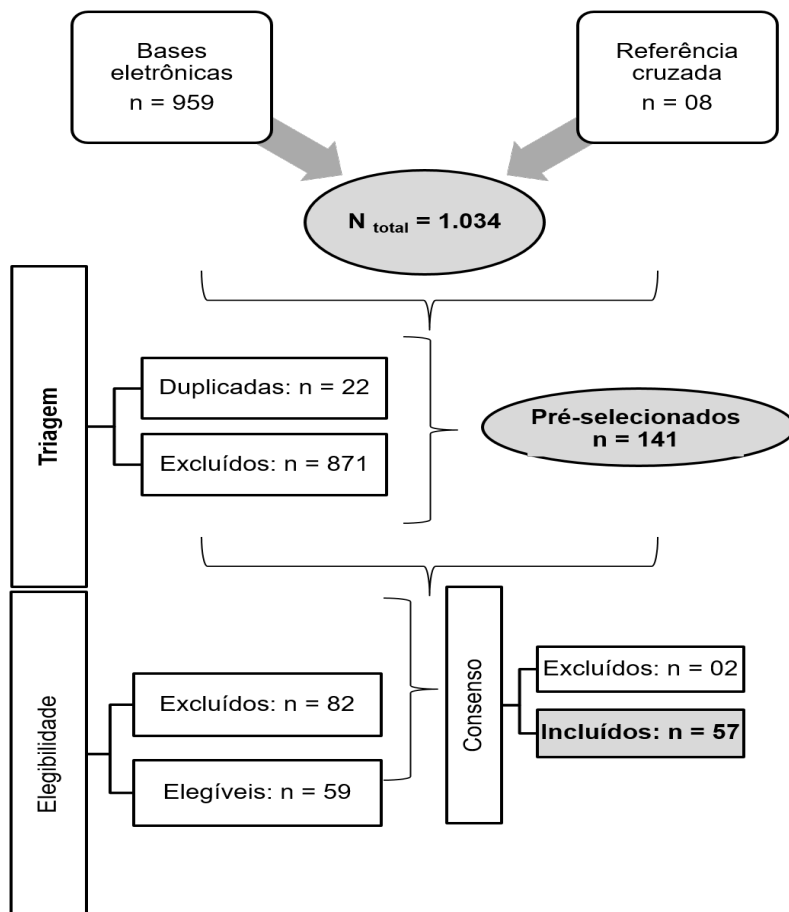 Bases
eletrônicas
n = 959
Referência
cruzada
n = 08
N total = 1.034
Triagem
Duplicadas: n = 22
Excluídos: n = 871
Pré-selecionados
n = 141
Elegibilidade
Excluídos: n = 82
Elegíveis: n = 59
Consenso
Excluídos: n = 02
Incluídos: n = 57